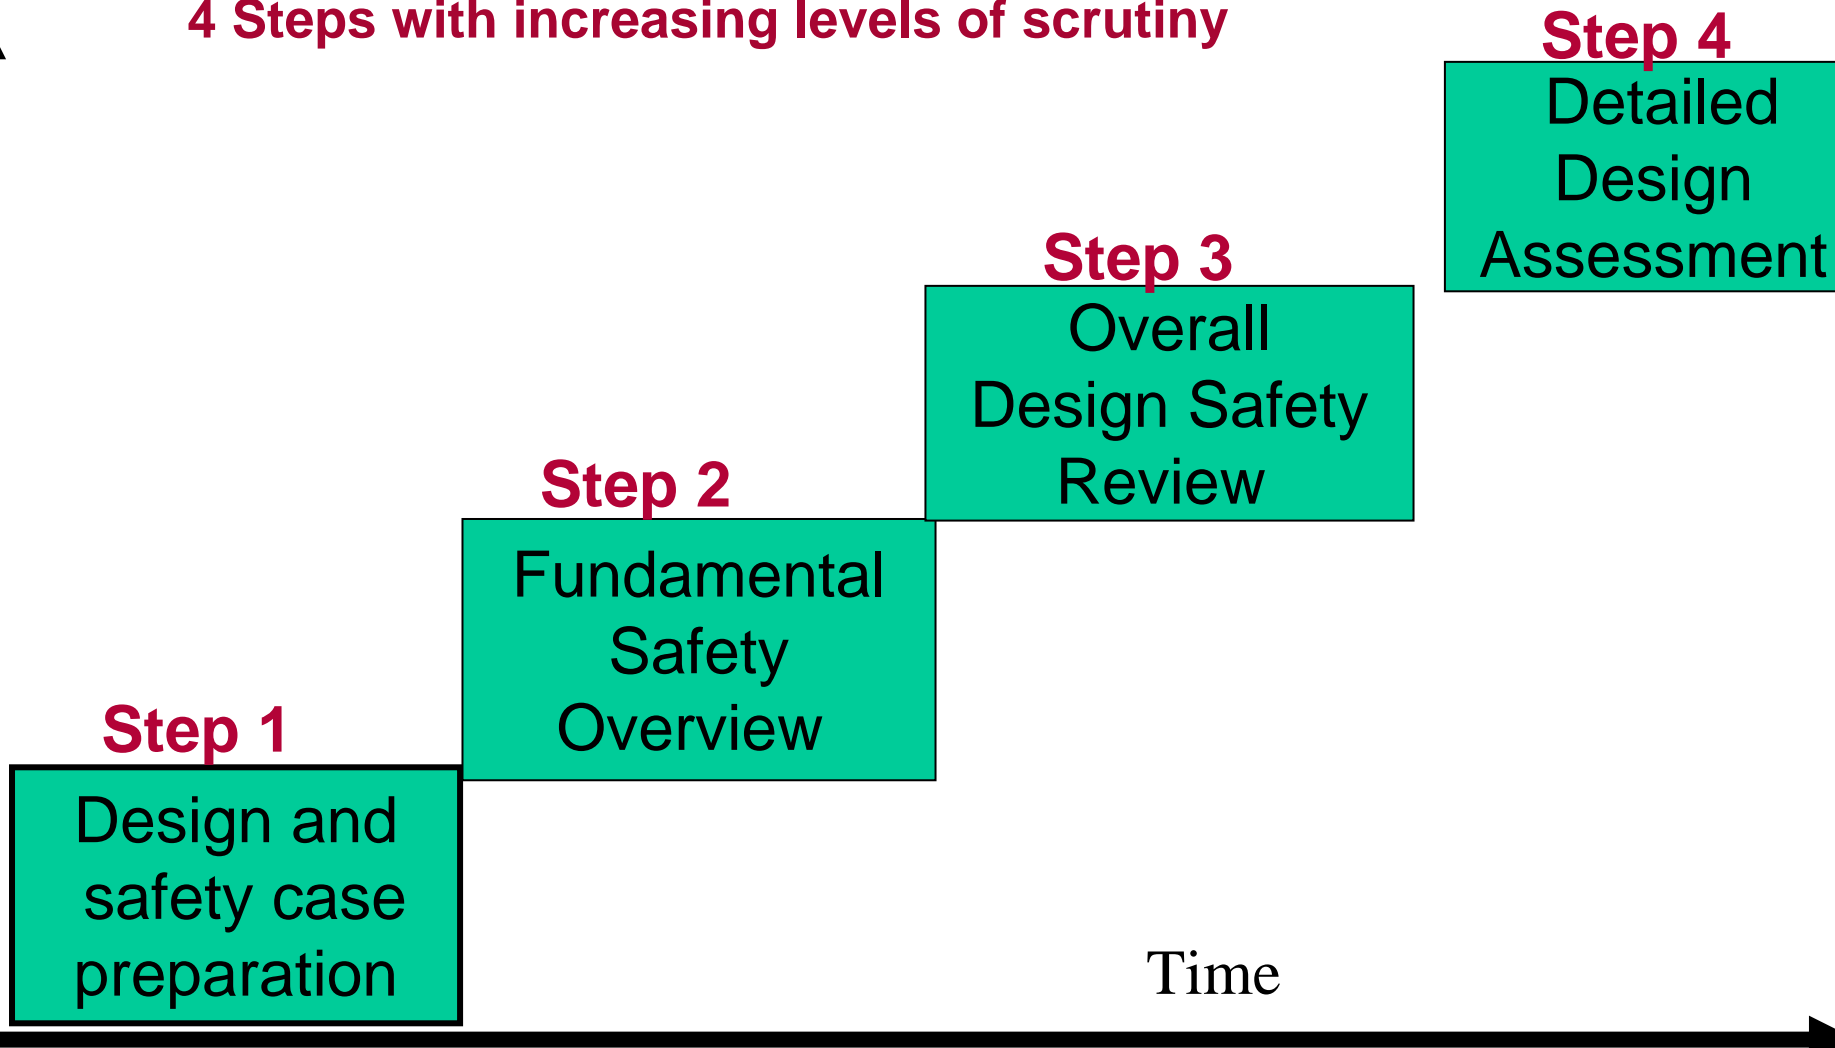 4 Steps with increasing levels of scrutiny
Step 4
Detailed
Design
Assessment
Step 3
Overall
Design Safety
Review
Step 2
Fundamental
Safety
Overview
Step 1
Design and
safety case
preparation
Time